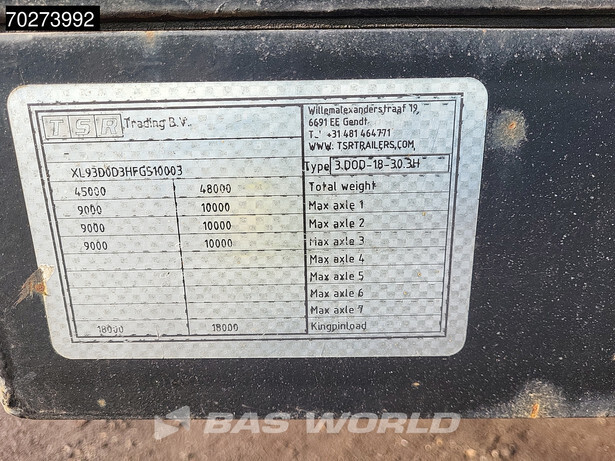 70273992
TSR Trading B.V.
Willemalexanderstraat 19,
6691 EE Gendt
T.: +31 481 464771
WWW: TSRTRAILERS.COM
XL93D0D3HFGS10003
Type 3.DOD-18-30.3H
45000 48000 Total weight
9000 10000 Max axle 1
9000 10000 Max axle 2
9000 10000 Max axle 3
Max axle 4
Max axle 5
Max axle 6
Max axle 7
18000 18000 Kingpinload
BAS WORLD